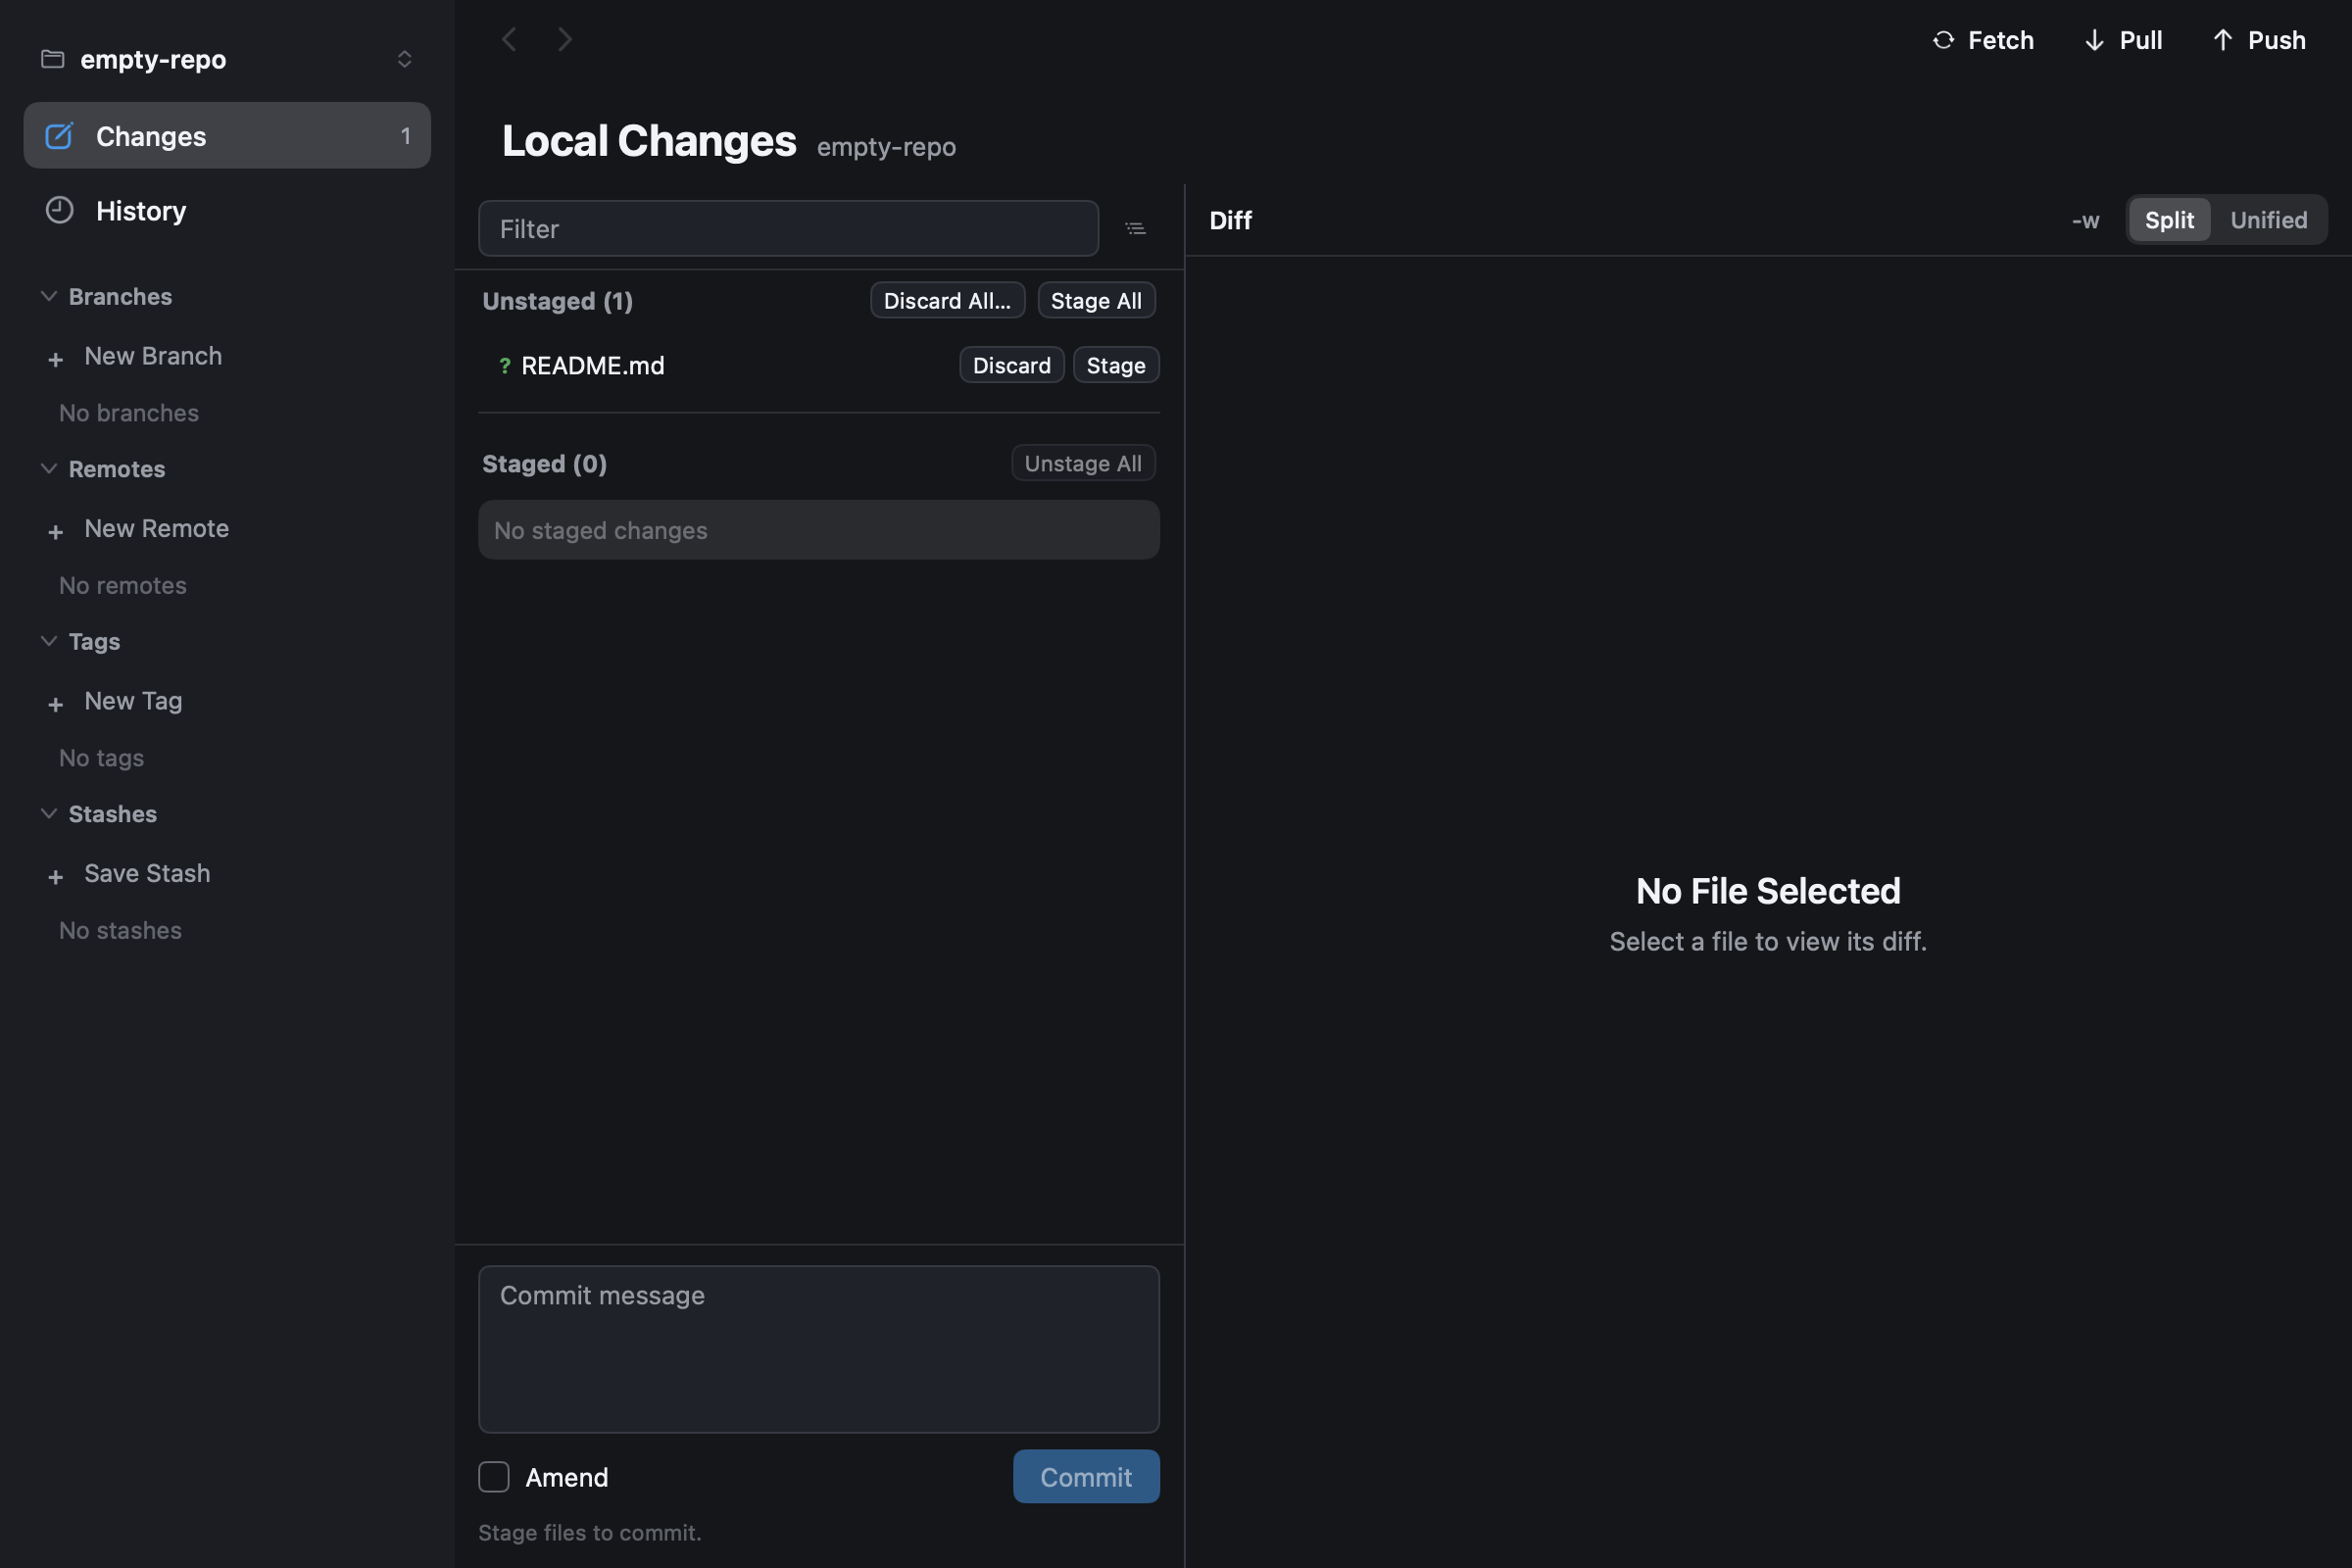 empty-repo
Changes 1
History
Branches
+ New Branch
No branches
Remotes
+ New Remote
No remotes
Tags
+ New Tag
No tags
Stashes
+ Save Stash
No stashes
Fetch
Pull
Push
Local Changes empty-repo
Filter
Unstaged (1) Discard All... Stage All
? README.md Discard Stage
Staged (0) Unstage All
No staged changes
Commit message
Amend Commit
Stage files to commit.
Diff -w Split Unified
No File Selected
Select a file to view its diff.